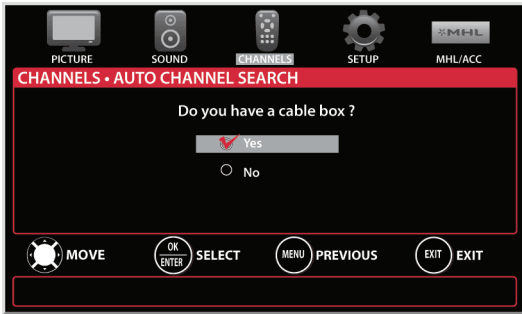 MHL
PICTURE SOUND CHANNELS SETUP MHL/ACC
CHANNELS • AUTO CHANNEL SEARCH
Do you have a cable box ?
Yes
No
MOVE OK ENTER SELECT MENU PREVIOUS EXIT EXIT